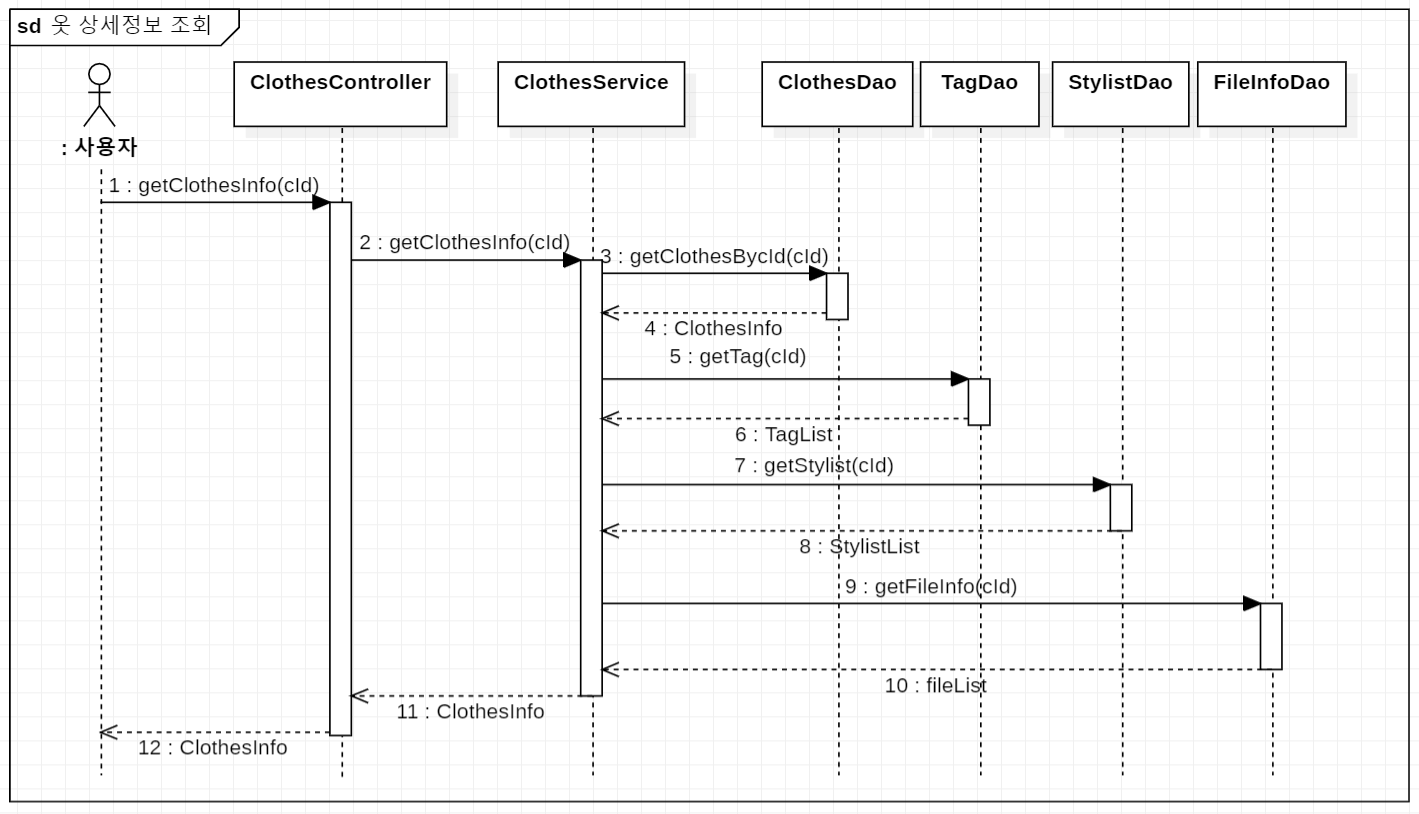 sd 옷 상세정보 조회
ClothesController
ClothesService
ClothesDao
TagDao
StylistDao
FileInfoDao
: 사용자
1 : getClothesInfo(cId)
2 : getClothesInfo(cId)
3 : getClothesBycId(cId)
4 : ClothesInfo
5 : getTag(cId)
6 : TagList
7 : getStylist(cId)
8 : StylistList
9 : getFileInfo(cId)
10 : fileList
11 : ClothesInfo
12 : ClothesInfo